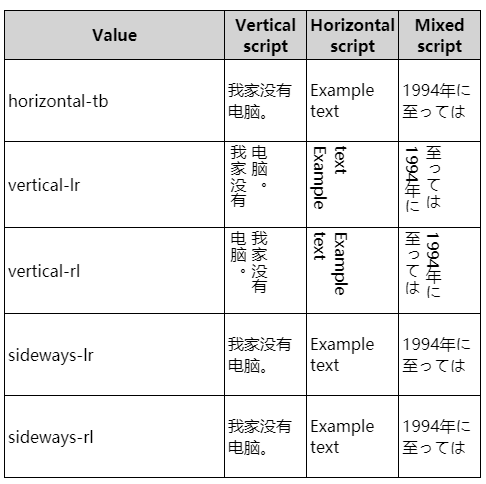 Value
Vertical
script
Horizontal
script
Mixed
script
horizontal-tb
我家没有
电脑。
Example
text
1994年に
至っては
vertical-lr
我家没有
电脑。
Example
text
1994年に
至っては
vertical-rl
我家没有
电脑。
Example
text
1994年に
至っては
sideways-lr
我家没有
电脑。
Example
text
1994年に
至っては
sideways-rl
我家没有
电脑。
Example
text
1994年に
至っては